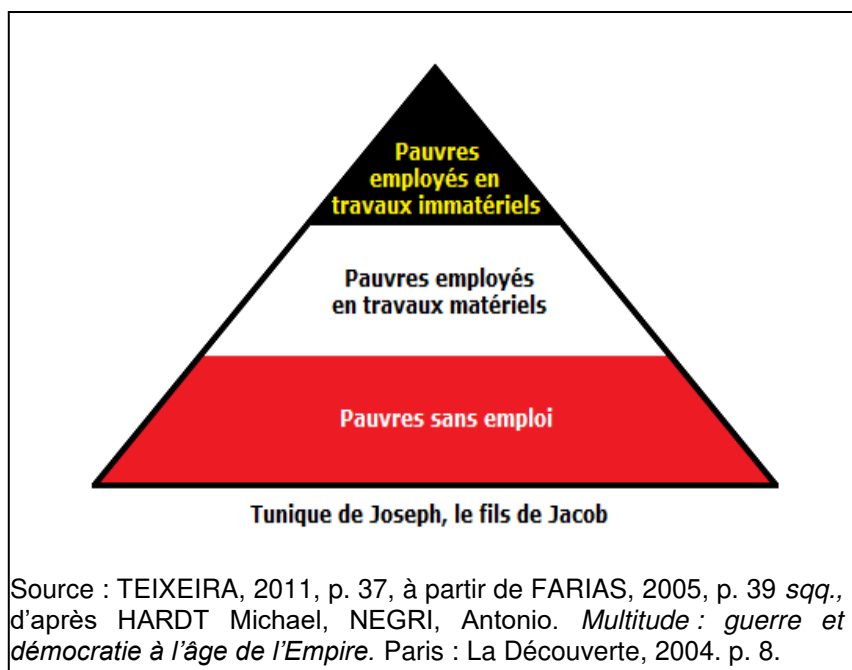 Pauvres
employés en
travaux immatériels
Pauvres employés
en travaux matériels
Pauvres sans emploi
Tunique de Joseph, le fils de Jacob
Source : TEIXEIRA, 2011, p. 37, à partir de FARIAS, 2005, p. 39 sqq.,
d’après HARDT Michael, NEGRI, Antonio. Multitude : guerre et
démocratie à l’âge de l’Empire. Paris : La Découverte, 2004. p. 8.